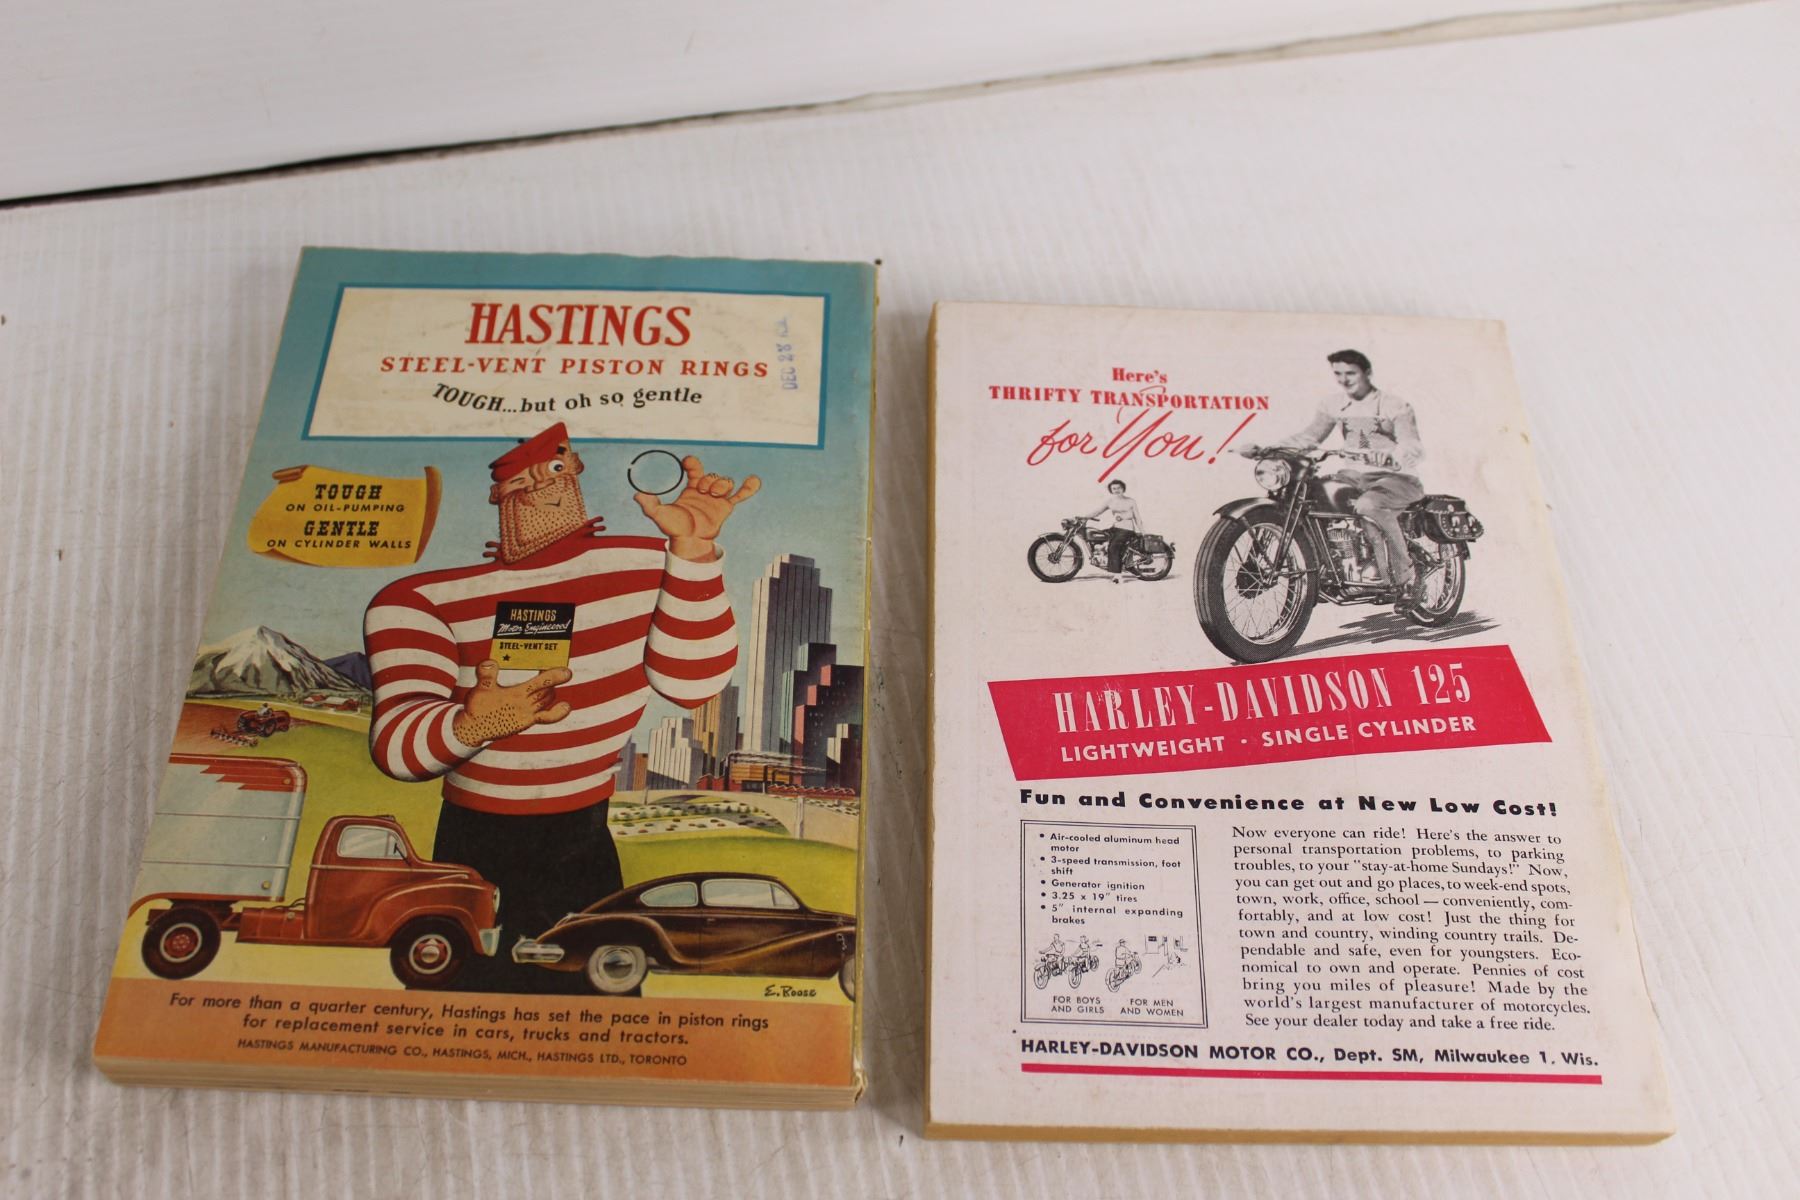 HASTINGS
STEEL-VENT PISTON RINGS
TOUGH...but oh so gentle
DEC 28
TOUGH
ON OIL-PUMPING
GENTLE
ON CYLINDER WALLS
HASTINGS
Motor Engineered
STEEL-VENT SET
E. Roose
For more than a quarter century, Hastings has set the pace in piston rings
for replacement service in cars, trucks and tractors.
HASTINGS MANUFACTURING CO., HASTINGS, MICH., HASTINGS LTD., TORONTO
Here's
THRIFTY TRANSPORTATION
for You!
HARLEY-DAVIDSON 125
LIGHTWEIGHT · SINGLE CYLINDER
Fun and Convenience at New Low Cost!
• Air-cooled aluminum head
motor
• 3-speed transmission, foot
shift
• Generator ignition
• 3.25 x 19" tires
• 5" internal expanding
brakes
FOR BOYS
AND GIRLS
FOR MEN
AND WOMEN
Now everyone can ride! Here's the answer to
personal transportation problems, to parking
troubles, to your "stay-at-home Sundays!" Now,
you can get out and go places, to week-end spots,
town, work, office, school — conveniently, com-
fortably, and at low cost! Just the thing for
town and country, winding country trails. De-
pendable and safe, even for youngsters. Eco-
nomical to own and operate. Pennies of cost
bring you miles of pleasure! Made by the
world's largest manufacturer of motorcycles.
See your dealer today and take a free ride.
HARLEY-DAVIDSON MOTOR CO., Dept. SM, Milwaukee 1, Wis.